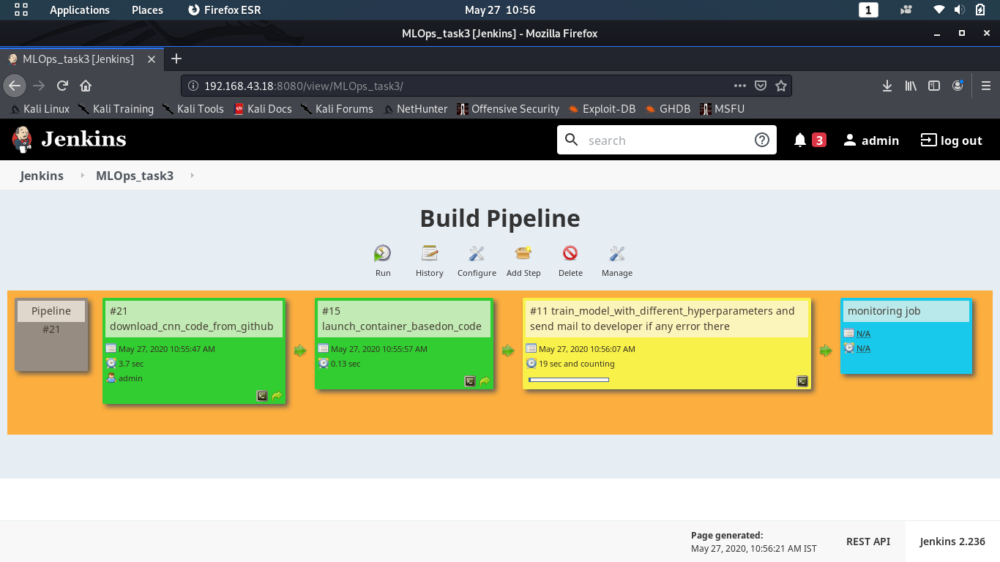 Applications Places Firefox ESR May 27 10:56 1
MLOps_task3 [Jenkins] - Mozilla Firefox
MLOps_task3 [Jenkins]
192.168.43.18:8080/view/MLOps_task3/
Kali Linux Kali Training Kali Tools Kali Docs Kali Forums NetHunter Offensive Security Exploit-DB GHDB MSFU
Jenkins search 3 admin log out
Jenkins MLOps_task3
Build Pipeline
Run History Configure Add Step Delete Manage
Pipeline
#21
#21
download_cnn_code_from_github
May 27, 2020 10:55:47 AM
3.7 sec
admin
#15
launch_container_basedon_code
May 27, 2020 10:55:57 AM
0.13 sec
#11 train_model_with_different_hyperparameters and
send mail to developer if any error there
May 27, 2020 10:56:07 AM
19 sec and counting
monitoring job
N/A
N/A
Page generated:
May 27, 2020, 10:56:21 AM IST
REST API
Jenkins 2.236